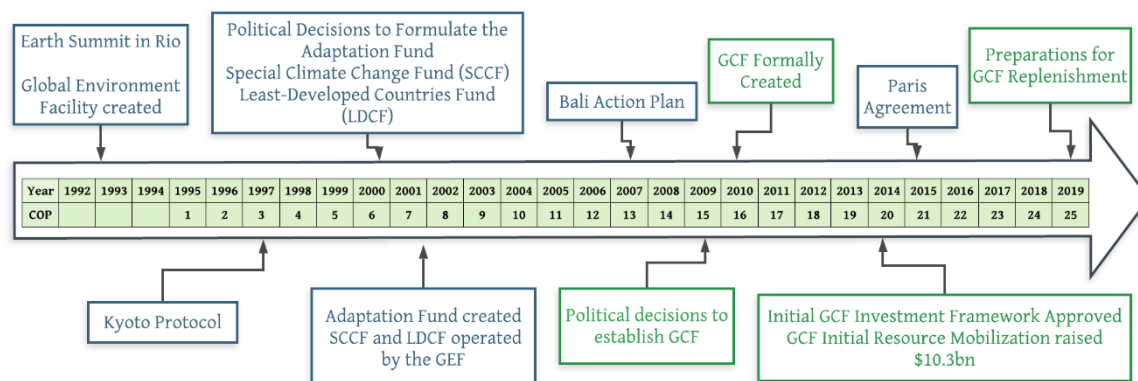 Earth Summit in Rio
Global Environment
Facility created
Political Decisions to Formulate the
Adaptation Fund
Special Climate Change Fund (SCCF)
Least-Developed Countries Fund
(LDCF)
Bali Action Plan
GCF Formally
Created
Paris
Agreement
Preparations for
GCF Replenishment
Year 1992 1993 1994 1995 1996 1997 1998 1999 2000 2001 2002 2003 2004 2005 2006 2007 2008 2009 2010 2011 2012 2013 2014 2015 2016 2017 2018 2019
COP 1 2 3 4 5 6 7 8 9 10 11 12 13 14 15 16 17 18 19 20 21 22 23 24 25
Kyoto Protocol
Adaptation Fund created
SCCF and LDCF operated
by the GEF
Political decisions to
establish GCF
Initial GCF Investment Framework Approved
GCF Initial Resource Mobilization raised
$10.3bn